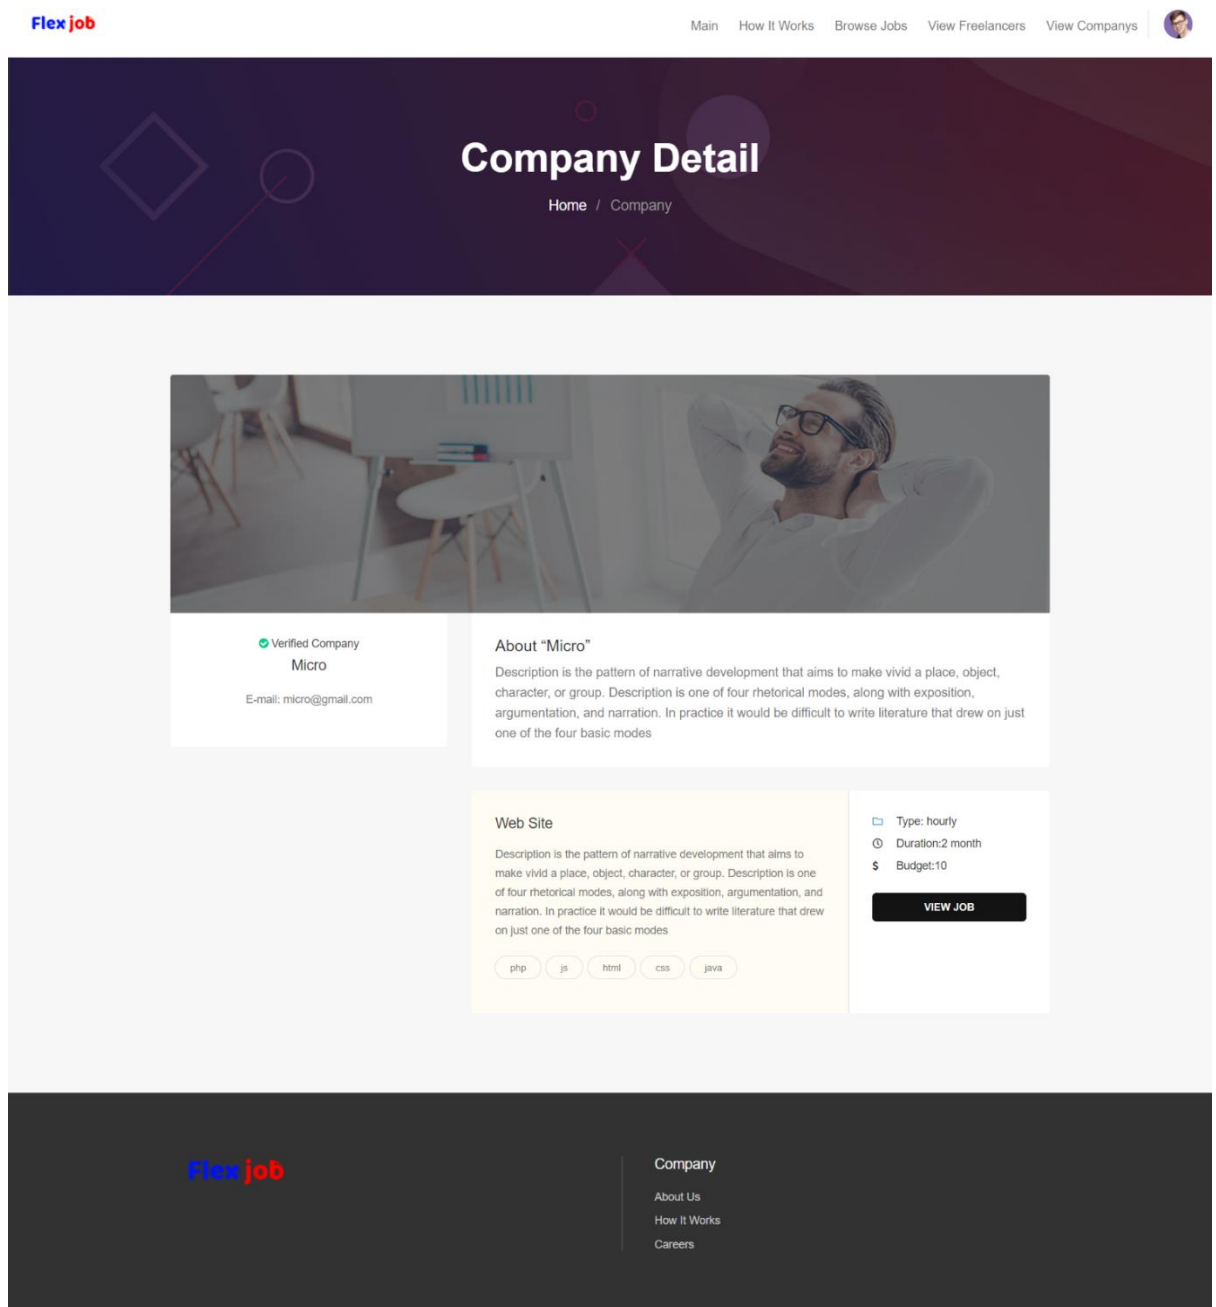 Flex job
Main How It Works Browse Jobs View Freelancers View Companys
Company Detail
Home / Company
Verified Company
Micro
E-mail: micro@gmail.com
About “Micro”
Description is the pattern of narrative development that aims to make vivid a place, object,
character, or group. Description is one of four rhetorical modes, along with exposition,
argumentation, and narration. In practice it would be difficult to write literature that drew on just
one of the four basic modes
Web Site
Description is the pattern of narrative development that aims to
make vivid a place, object, character, or group. Description is one
of four rhetorical modes, along with exposition, argumentation, and
narration. In practice it would be difficult to write literature that drew
on just one of the four basic modes
php js html css java
Type: hourly
Duration:2 month
$ Budget:10
VIEW JOB
Flex job
Company
About Us
How It Works
Careers